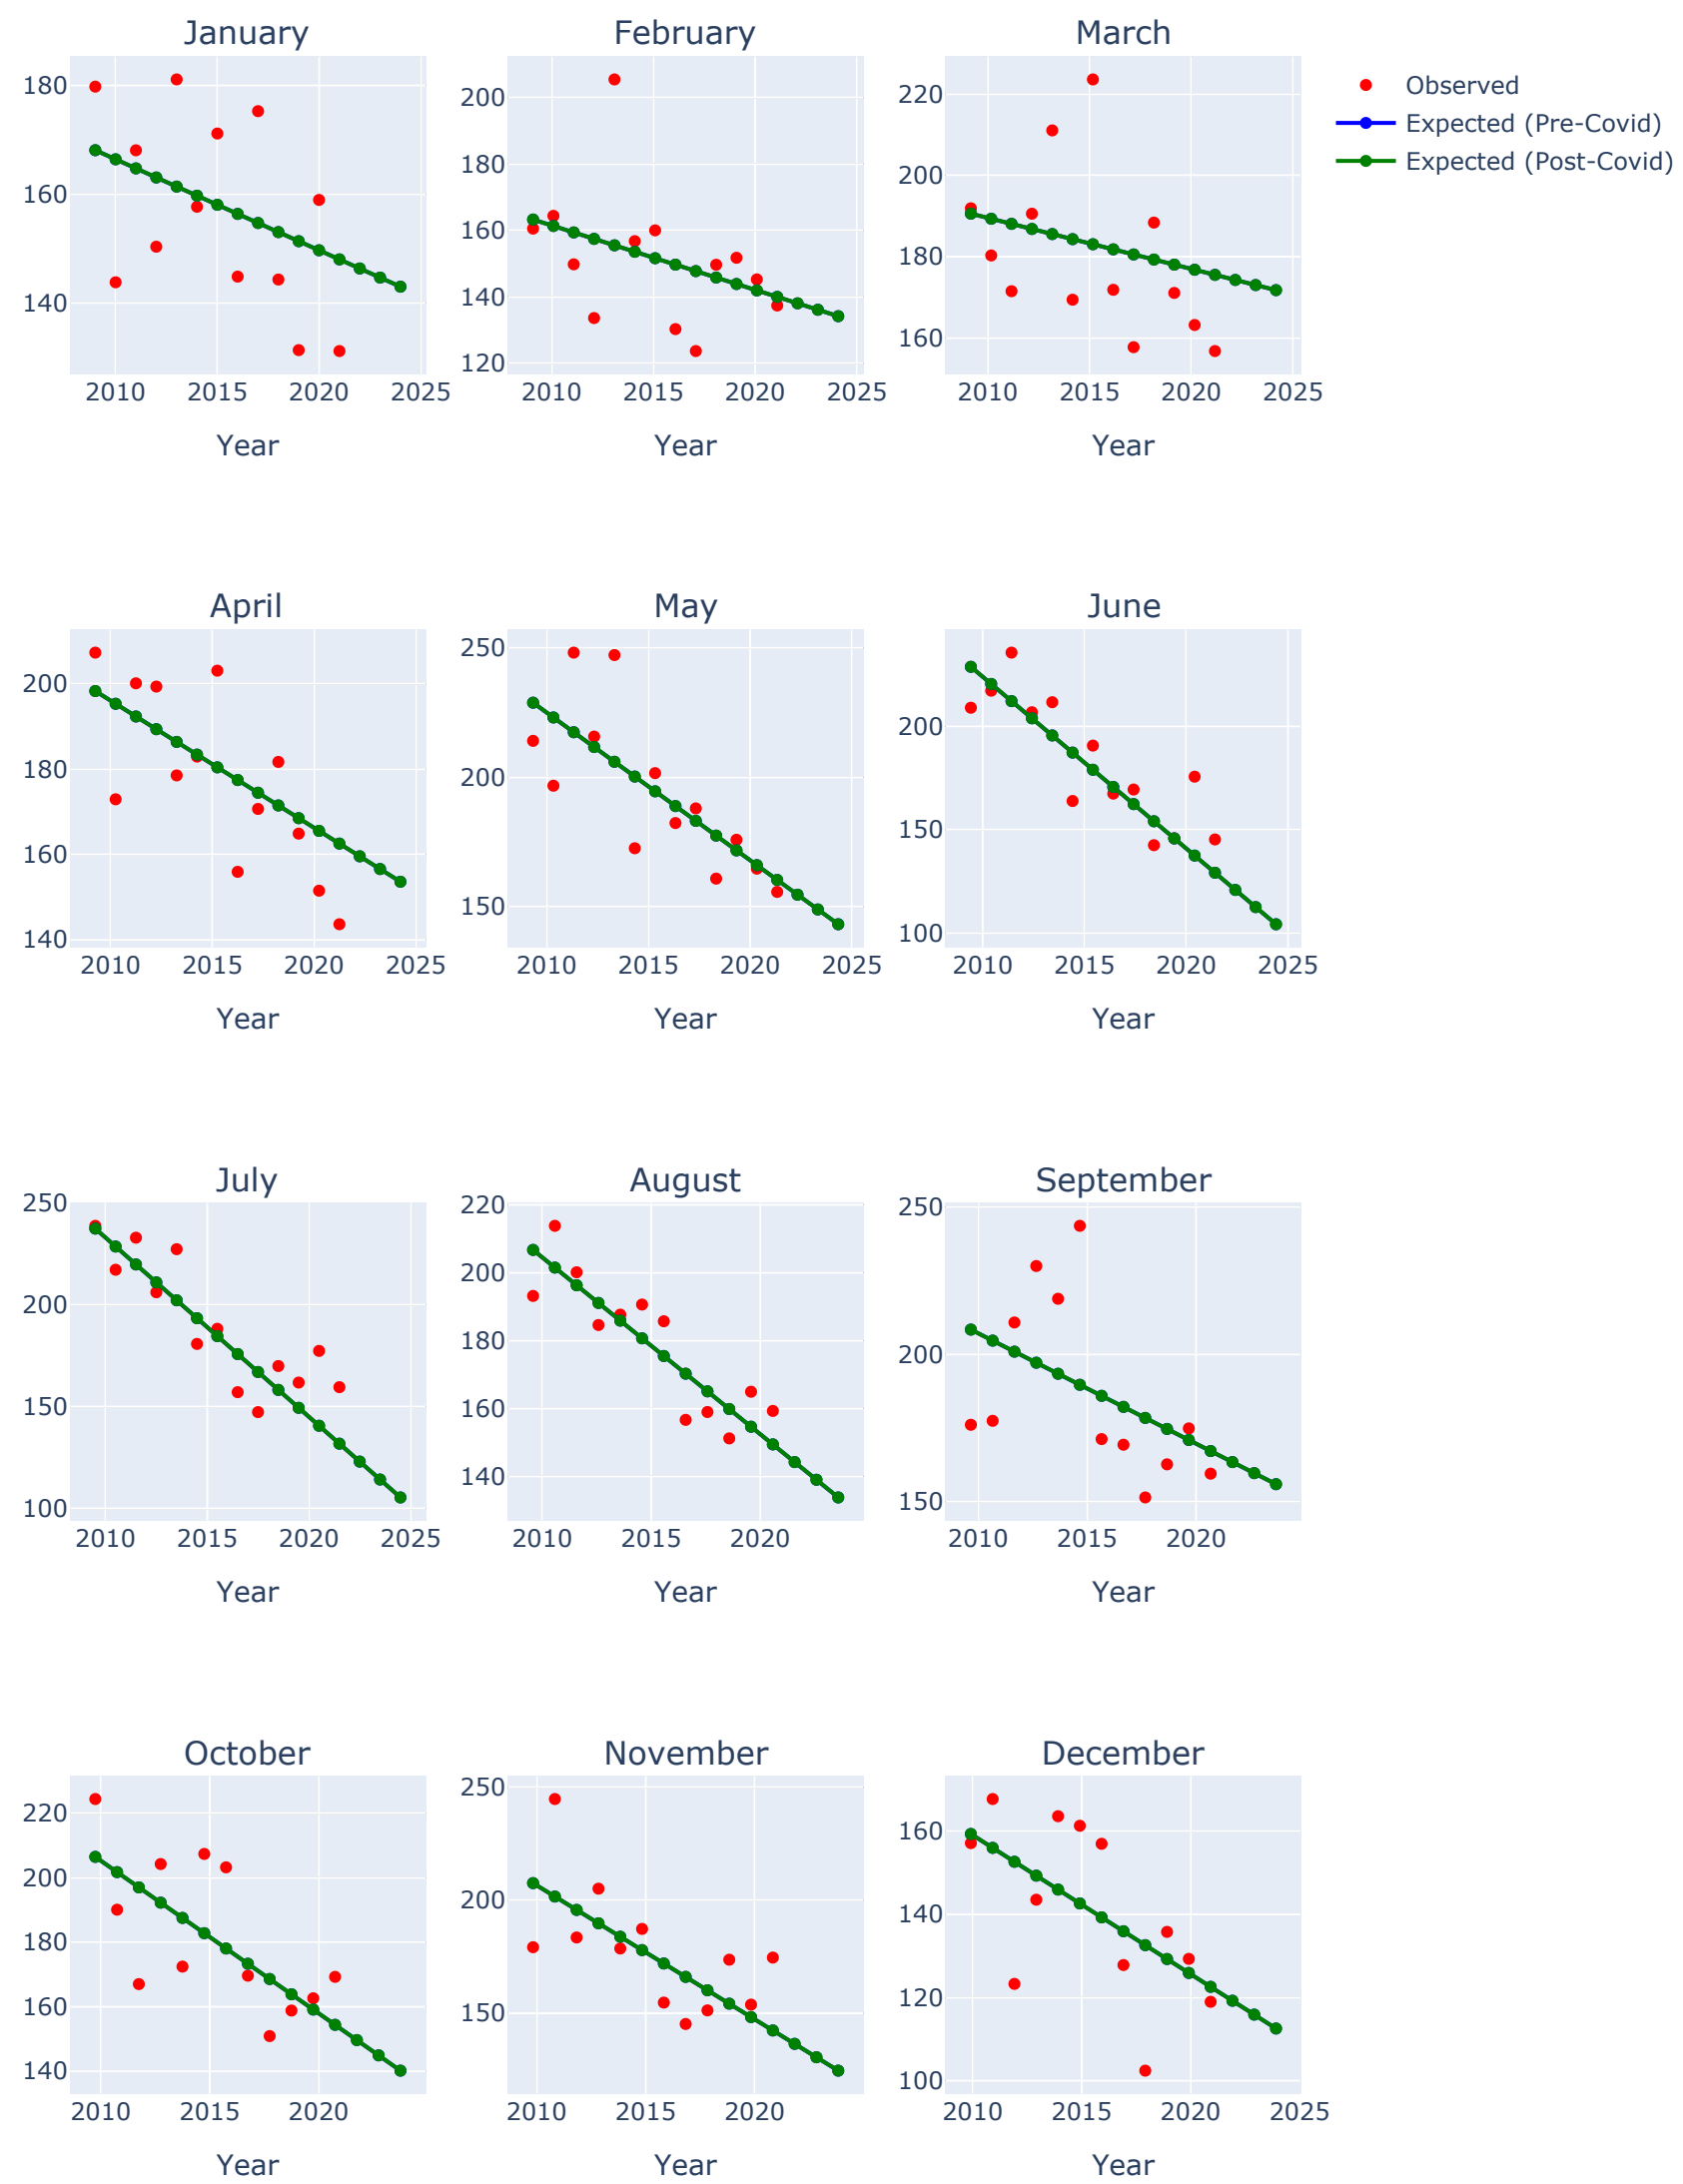 January February March
180
160
140
2010 2015 2020 2025
Year
200
180
160
140
120
2010 2015 2020 2025
Year
220
200
180
160
2010 2015 2020 2025
Year
Observed
Expected (Pre-Covid)
Expected (Post-Covid)
April May June
200
180
160
140
2010 2015 2020 2025
Year
250
200
150
2010 2015 2020 2025
Year
200
150
100
2010 2015 2020 2025
Year
July August September
250
200
150
100
2010 2015 2020 2025
Year
220
200
180
160
140
2010 2015 2020
Year
250
200
150
2010 2015 2020
Year
October November December
220
200
180
160
140
2010 2015 2020
Year
250
200
150
2010 2015 2020
Year
160
140
120
100
2010 2015 2020 2025
Year